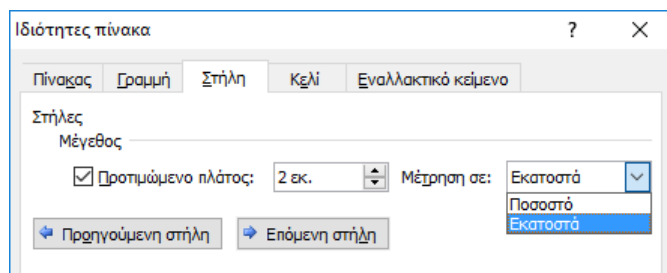 Ιδιότητες πίνακα ?
Πίνακας Γραμμή Στήλη Κελί Εναλλακτικό κείμενο
Στήλες
Μέγεθος
Προτιμώμενο πλάτος: 2 εκ. Μέτρηση σε: Εκατοστά
Ποσοστό
Εκατοστά
Προηγούμενη στήλη Επόμενη στήλη